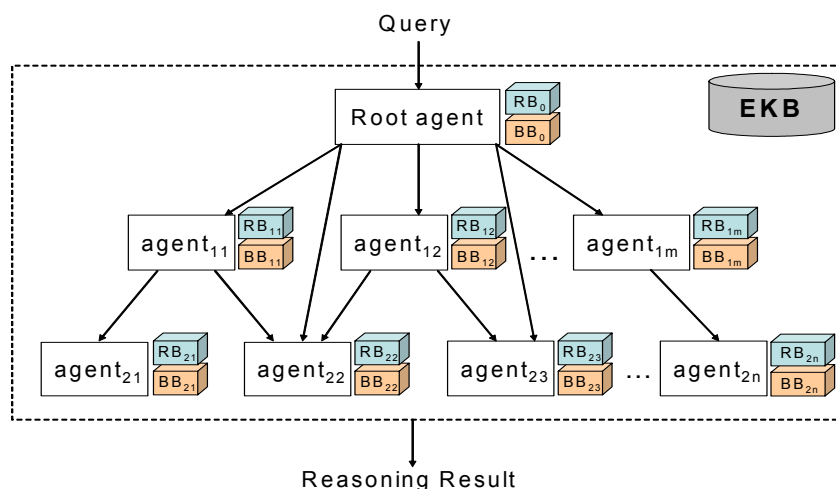 Query
RB₀
EKB
Root agent
BB₀
RB₁₁
RB₁₂
RB₁ₘ
agent₁₁
BB₁₁
agent₁₂
BB₁₂
...
agent₁ₘ
BB₁ₘ
RB₂₁
RB₂₂
RB₂₃
RB₂ₙ
agent₂₁
BB₂₁
agent₂₂
BB₂₂
agent₂₃
BB₂₃
...
agent₂ₙ
BB₂ₙ
Reasoning Result